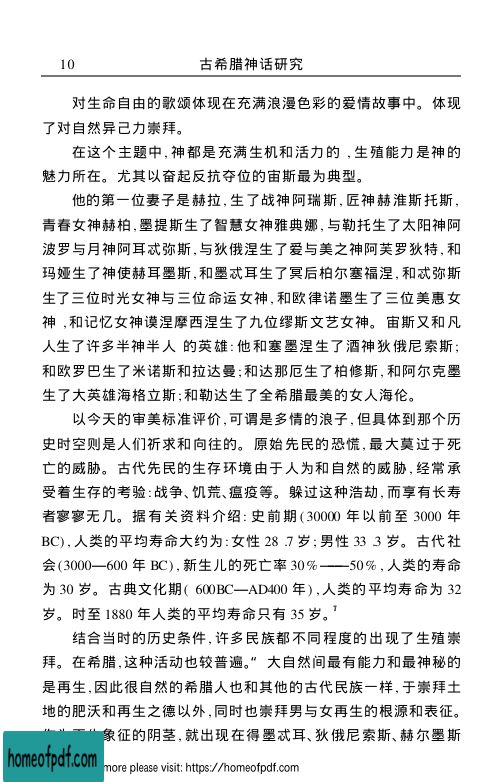 10 古希腊神话研究
对生命自由的歌颂体现在充满浪漫色彩的爱情故事中。体现
了对自然异己力崇拜。
在这个主题中,神都是充满生机和活力的 ,生殖能力是神的
魅力所在。尤其以奋起反抗夺位的宙斯最为典型。
他的第一位妻子是赫拉,生了战神阿瑞斯,匠神赫淮斯托斯,
青春女神赫柏,墨提斯生了智慧女神雅典娜,与勒托生了太阳神阿
波罗与月神阿耳忒弥斯,与狄俄涅生了爱与美之神阿芙罗狄特,和
玛娅生了神使赫耳墨斯,和墨忒耳生了冥后柏尔塞福涅,和忒弥斯
生了三位时光女神与三位命运女神,和欧律诺墨生了三位美惠女
神 ,和记忆女神谟涅摩西涅生了九位缪斯文艺女神。宙斯又和凡
人生了许多半神半人 的英雄:他和塞墨涅生了酒神狄俄尼索斯;
和欧罗巴生了米诺斯和拉达曼;和达那厄生了柏修斯,和阿尔克墨
生了大英雄海格立斯;和勒达生了全希腊最美的女人海伦。
以今天的审美标准评价,可谓是多情的浪子,但具体到那个历
史时空则是人们祈求和向往的。原始先民的恐慌,最大莫过于死
亡的威胁。古代先民的生存环境由于人为和自然的威胁,经常承
受着生存的考验:战争、饥荒、瘟疫等。躲过这种浩劫,而享有长寿
者寥寥无几。据有关资料介绍:史前期(30000 年以前至 3000 年
BC),人类的平均寿命大约为:女性 28 .7 岁;男性 33 .3 岁。古代社
会(3000—600 年 BC),新生儿的死亡率 30%——50%,人类的寿命
为 30 岁。古典文化期( 600BC—AD400 年),人类的平均寿命为 32
岁。时至 1880 年人类的平均寿命只有 35 岁。7
结合当时的历史条件,许多民族都不同程度的出现了生殖崇
拜。在希腊,这种活动也较普遍。“ 大自然间最有能力和最神秘的
是再生,因此很自然的希腊人也和其他的古代民族一样,于崇拜土
地的肥沃和再生之德以外,同时也崇拜男与女再生的根源和表征。
象征的阴茎,就出现在得墨忒耳、狄俄尼索斯、赫尔墨斯
homeofpdf.com more please visit: https://homeofpdf.com